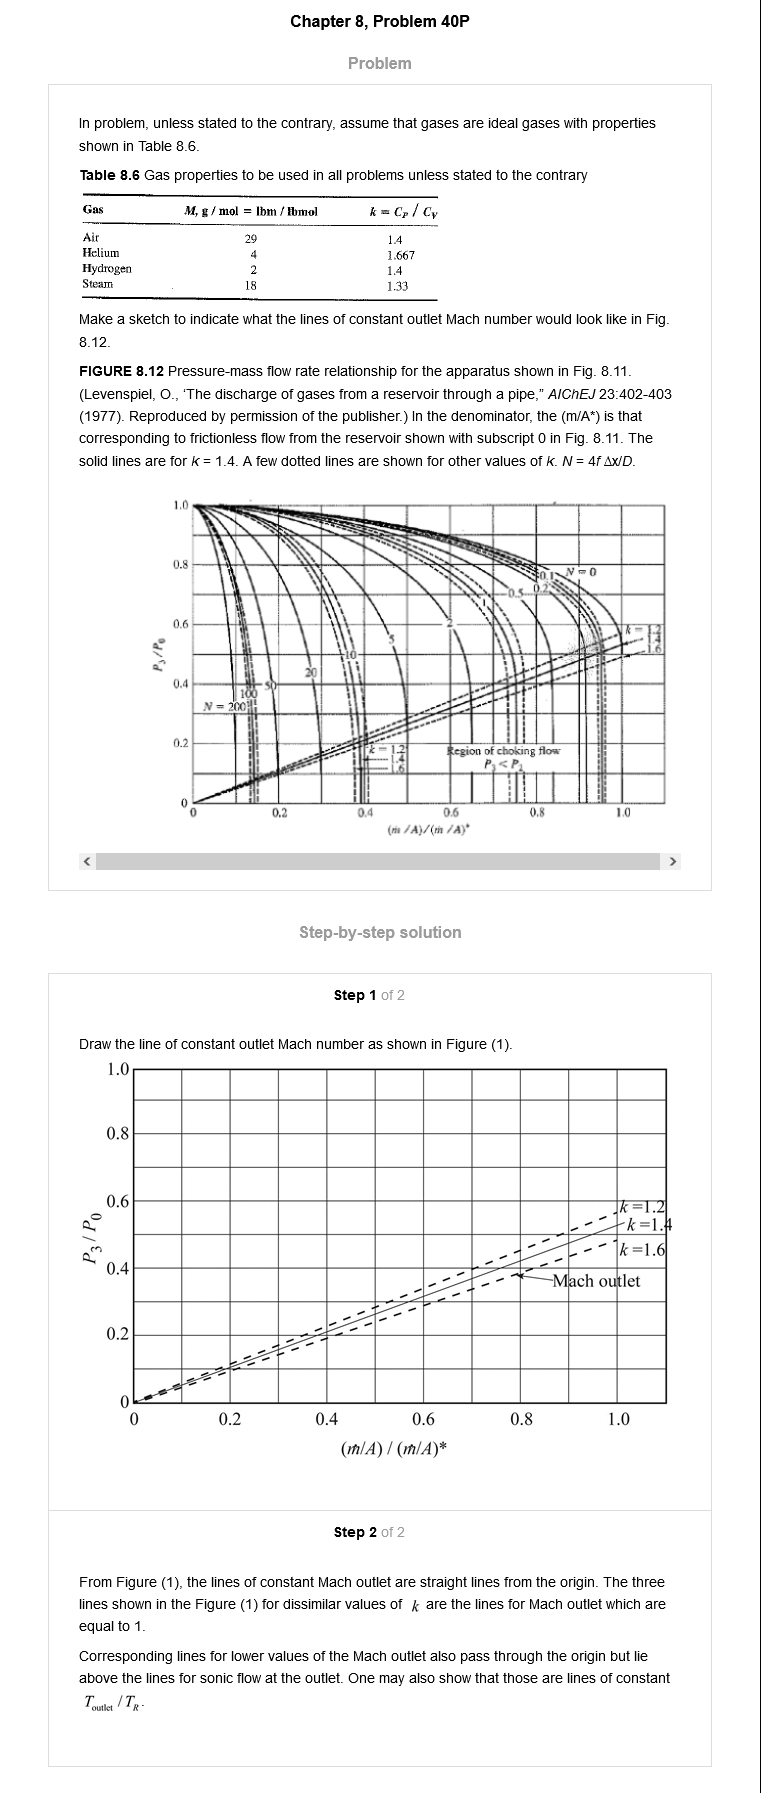 Chapter 8, Problem 40P
Problem
In problem, unless stated to the contrary, assume that gases are ideal gases with properties
shown in Table 8.6.
Table 8.6 Gas properties to be used in all problems unless stated to the contrary
Gas M, g / mol = lbm / lbmol k = Cp / Cv
Air 29 1.4
Helium 4 1.667
Hydrogen 2 1.4
Steam 18 1.33
Make a sketch to indicate what the lines of constant outlet Mach number would look like in Fig.
8.12.
FIGURE 8.12 Pressure-mass flow rate relationship for the apparatus shown in Fig. 8.11.
(Levenspiel, O., ‘The discharge of gases from a reservoir through a pipe,” AIChEJ 23:402-403
(1977). Reproduced by permission of the publisher.) In the denominator, the (m/A*) is that
corresponding to frictionless flow from the reservoir shown with subscript 0 in Fig. 8.11. The
solid lines are for k = 1.4. A few dotted lines are shown for other values of k. N = 4f Δx/D.
1.0
0.8
0.6
0.4
0.2
0
P₃/P₀
N = 0
0.1
0.2
0.5
1
2
5
10
20
50
100
N = 200
k = 1.2
1.4
1.6
k = 1.2
1.4
1.6
Region of choking flow
P₃ < P₂
0 0.2 0.4 0.6 0.8 1.0
(ṁ /A)/(ṁ /A)*
Step-by-step solution
Step 1 of 2
Draw the line of constant outlet Mach number as shown in Figure (1).
1.0
0.8
0.6
0.4
0.2
0
P₃ / P₀
k =1.2
k =1.4
k =1.6
Mach outlet
0 0.2 0.4 0.6 0.8 1.0
(ṁ/A) / (ṁ/A)*
Step 2 of 2
From Figure (1), the lines of constant Mach outlet are straight lines from the origin. The three
lines shown in the Figure (1) for dissimilar values of k are the lines for Mach outlet which are
equal to 1.
Corresponding lines for lower values of the Mach outlet also pass through the origin but lie
above the lines for sonic flow at the outlet. One may also show that those are lines of constant
T_outlet / T_R .